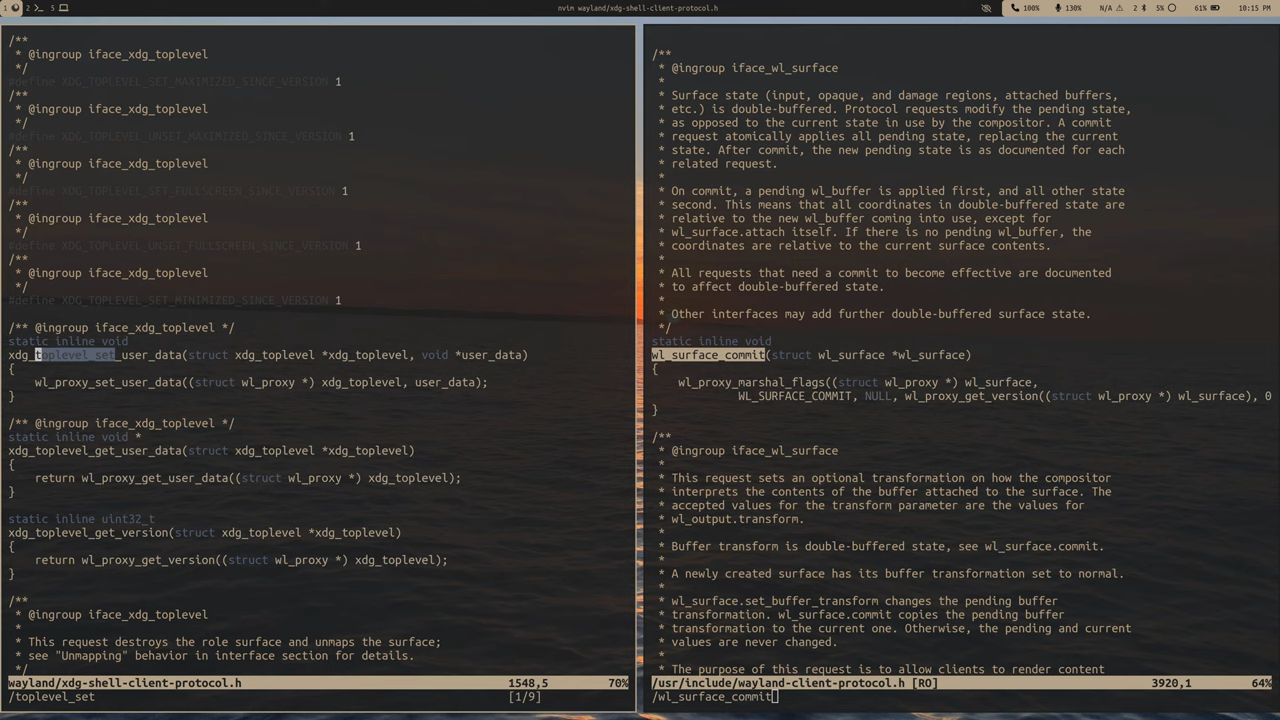 1 2 5 nvim wayland/xdg-shell-client-protocol.h 100% 130% N/A 2 5% 61% 10:15 PM
/**
 * @ingroup iface_xdg_toplevel
 */
#define XDG_TOPLEVEL_SET_MAXIMIZED_SINCE_VERSION 1
/**
 * @ingroup iface_xdg_toplevel
 */
#define XDG_TOPLEVEL_UNSET_MAXIMIZED_SINCE_VERSION 1
/**
 * @ingroup iface_xdg_toplevel
 */
#define XDG_TOPLEVEL_SET_FULLSCREEN_SINCE_VERSION 1
/**
 * @ingroup iface_xdg_toplevel
 */
#define XDG_TOPLEVEL_UNSET_FULLSCREEN_SINCE_VERSION 1
/**
 * @ingroup iface_xdg_toplevel
 */
#define XDG_TOPLEVEL_SET_MINIMIZED_SINCE_VERSION 1

/** @ingroup iface_xdg_toplevel */
static inline void
xdg_toplevel_set_user_data(struct xdg_toplevel *xdg_toplevel, void *user_data)
{
    wl_proxy_set_user_data((struct wl_proxy *) xdg_toplevel, user_data);
}

/** @ingroup iface_xdg_toplevel */
static inline void *
xdg_toplevel_get_user_data(struct xdg_toplevel *xdg_toplevel)
{
    return wl_proxy_get_user_data((struct wl_proxy *) xdg_toplevel);
}

static inline uint32_t
xdg_toplevel_get_version(struct xdg_toplevel *xdg_toplevel)
{
    return wl_proxy_get_version((struct wl_proxy *) xdg_toplevel);
}

/**
 * @ingroup iface_xdg_toplevel
 *
 * This request destroys the role surface and unmaps the surface;
 * see "Unmapping" behavior in interface section for details.
 */
wayland/xdg-shell-client-protocol.h 1548,5 70%
/toplevel_set [1/9]
/**
 * @ingroup iface_wl_surface
 *
 * Surface state (input, opaque, and damage regions, attached buffers,
 * etc.) is double-buffered. Protocol requests modify the pending state,
 * as opposed to the current state in use by the compositor. A commit
 * request atomically applies all pending state, replacing the current
 * state. After commit, the new pending state is as documented for each
 * related request.
 *
 * On commit, a pending wl_buffer is applied first, and all other state
 * second. This means that all coordinates in double-buffered state are
 * relative to the new wl_buffer coming into use, except for
 * wl_surface.attach itself. If there is no pending wl_buffer, the
 * coordinates are relative to the current surface contents.
 *
 * All requests that need a commit to become effective are documented
 * to affect double-buffered state.
 *
 * Other interfaces may add further double-buffered surface state.
 */
static inline void
wl_surface_commit(struct wl_surface *wl_surface)
{
    wl_proxy_marshal_flags((struct wl_proxy *) wl_surface,
             WL_SURFACE_COMMIT, NULL, wl_proxy_get_version((struct wl_proxy *) wl_surface), 0
}

/**
 * @ingroup iface_wl_surface
 *
 * This request sets an optional transformation on how the compositor
 * interprets the contents of the buffer attached to the surface. The
 * accepted values for the transform parameter are the values for
 * wl_output.transform.
 *
 * Buffer transform is double-buffered state, see wl_surface.commit.
 *
 * A newly created surface has its buffer transformation set to normal.
 *
 * wl_surface.set_buffer_transform changes the pending buffer
 * transformation. wl_surface.commit copies the pending buffer
 * transformation to the current one. Otherwise, the pending and current
 * values are never changed.
 *
 * The purpose of this request is to allow clients to render content
/usr/include/wayland-client-protocol.h [RO] 3920,1 64%
/wl_surface_commit